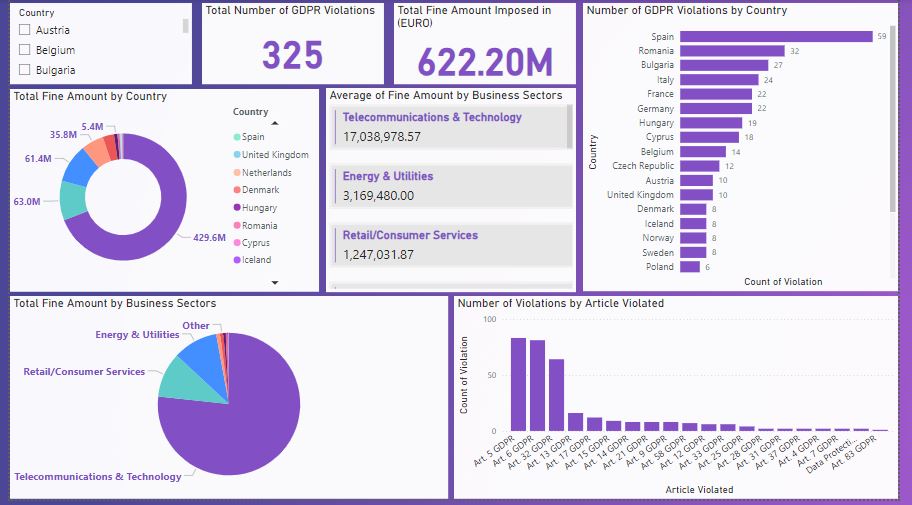 Country
Austria
Belgium
Bulgaria
Total Number of GDPR Violations
325
Total Fine Amount Imposed in
(EURO)
622.20M
Number of GDPR Violations by Country
Country
Spain 59
Romania 32
Bulgaria 27
Italy 24
France 22
Germany 22
Hungary 19
Cyprus 18
Belgium 14
Czech Republic 12
Austria 10
United Kingdom 10
Denmark 8
Iceland 8
Norway 8
Sweden 8
Poland 6
Count of Violation
Total Fine Amount by Country
5.4M
35.8M
61.4M
63.0M
429.6M
Country
Spain
United Kingdom
Netherlands
Denmark
Hungary
Romania
Cyprus
Iceland
Average of Fine Amount by Business Sectors
Telecommunications & Technology
17,038,978.57
Energy & Utilities
3,169,480.00
Retail/Consumer Services
1,247,031.87
Total Fine Amount by Business Sectors
Other
Energy & Utilities
Retail/Consumer Services
Telecommunications & Technology
Number of Violations by Article Violated
Count of Violation
100
50
0
Art. 5 GDPR
Art. 6 GDPR
Art. 32 GDPR
Art. 13 GDPR
Art. 17 GDPR
Art. 15 GDPR
Art. 14 GDPR
Art. 21 GDPR
Art. 9 GDPR
Art. 58 GDPR
Art. 12 GDPR
Art. 33 GDPR
Art. 25 GDPR
Art. 28 GDPR
Art. 31 GDPR
Art. 37 GDPR
Art. 4 GDPR
Art. 7 GDPR
Data Protecti...
Art. 83 GDPR
Article Violated